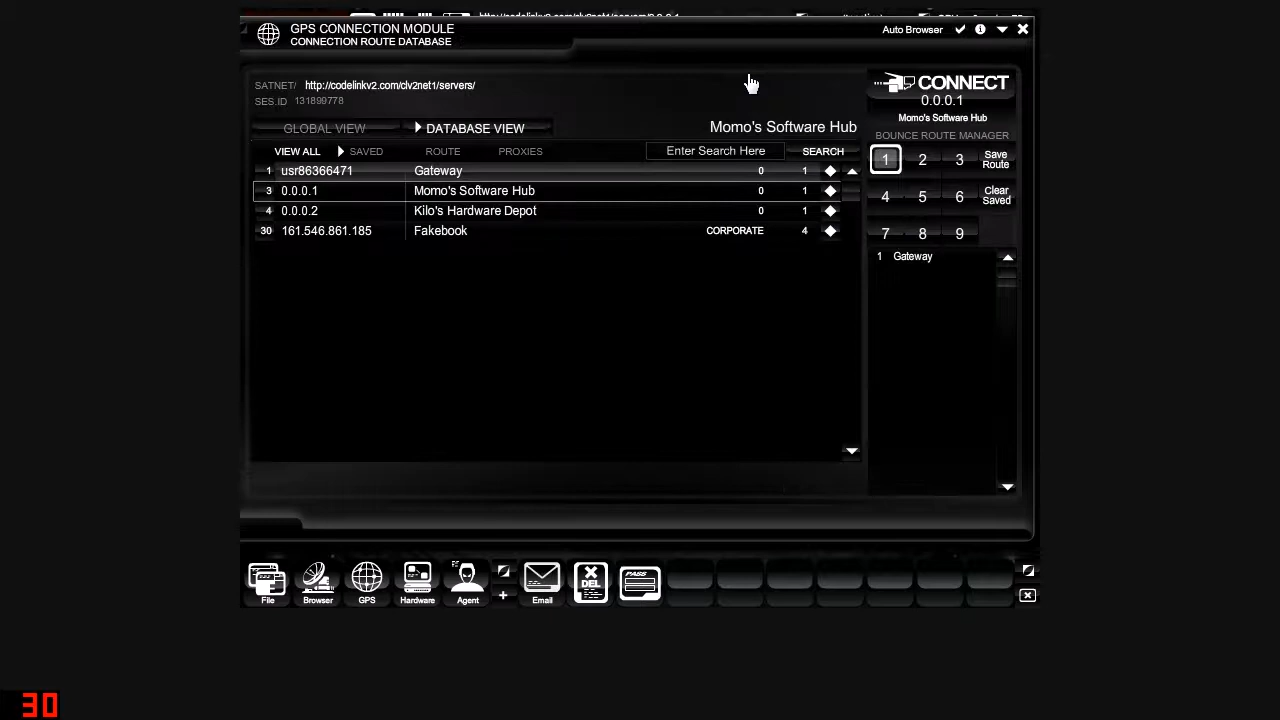 GPS CONNECTION MODULE
CONNECTION ROUTE DATABASE
Auto Browser
SATNET/ http://codelinkv2.com/clv2net1/servers/
SES.ID 131899778
CONNECT
0.0.0.1
Momo's Software Hub
GLOBAL VIEW DATABASE VIEW Momo's Software Hub
BOUNCE ROUTE MANAGER
VIEW ALL SAVED ROUTE PROXIES Enter Search Here SEARCH
1 2 3 Save Route
1 usr86366471 Gateway 0 1
3 0.0.0.1 Momo's Software Hub 0 1
4 5 6 Clear Saved
4 0.0.0.2 Kilo's Hardware Depot 0 1
30 161.546.861.185 Fakebook CORPORATE 4
7 8 9
1 Gateway
PASS
DEL
File Browser GPS Hardware Agent Email
30